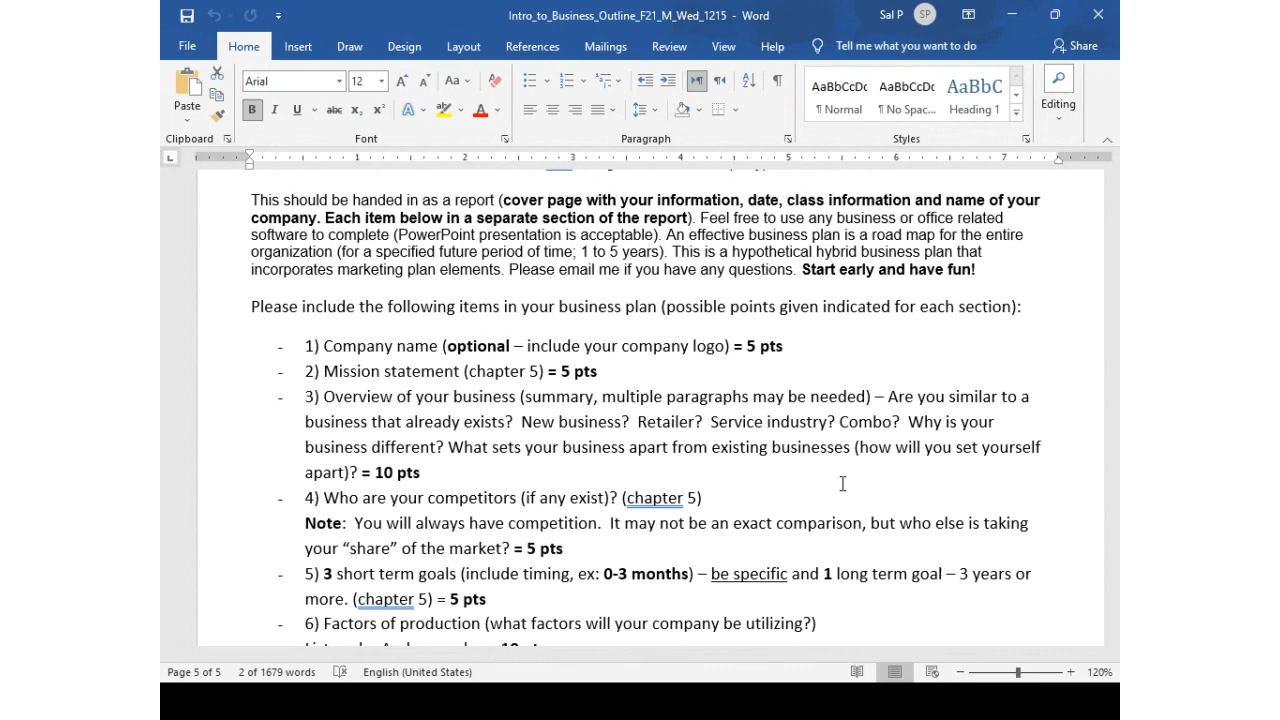 Intro_to_Business_Outline_F21_M_Wed_1215 - Word
Sal P SP
File Home Insert Draw Design Layout References Mailings Review View Help Tell me what you want to do Share
Paste
Arial 12
AaBbCcDc AaBbCcDc AaBbC
¶ Normal ¶ No Spac... Heading 1
Editing
Clipboard Font Paragraph Styles
1 2 3 4 5 6 7
This should be handed in as a report (cover page with your information, date, class information and name of your
company. Each item below in a separate section of the report). Feel free to use any business or office related
software to complete (PowerPoint presentation is acceptable). An effective business plan is a road map for the entire
organization (for a specified future period of time; 1 to 5 years). This is a hypothetical hybrid business plan that
incorporates marketing plan elements. Please email me if you have any questions. Start early and have fun!
Please include the following items in your business plan (possible points given indicated for each section):
- 1) Company name (optional – include your company logo) = 5 pts
- 2) Mission statement (chapter 5) = 5 pts
- 3) Overview of your business (summary, multiple paragraphs may be needed) – Are you similar to a
business that already exists? New business? Retailer? Service industry? Combo? Why is your
business different? What sets your business apart from existing businesses (how will you set yourself
apart)? = 10 pts
- 4) Who are your competitors (if any exist)? (chapter 5)
Note: You will always have competition. It may not be an exact comparison, but who else is taking
your “share” of the market? = 5 pts
- 5) 3 short term goals (include timing, ex: 0-3 months) – be specific and 1 long term goal – 3 years or
more. (chapter 5) = 5 pts
- 6) Factors of production (what factors will your company be utilizing?)
Page 5 of 5 2 of 1679 words English (United States) 120%